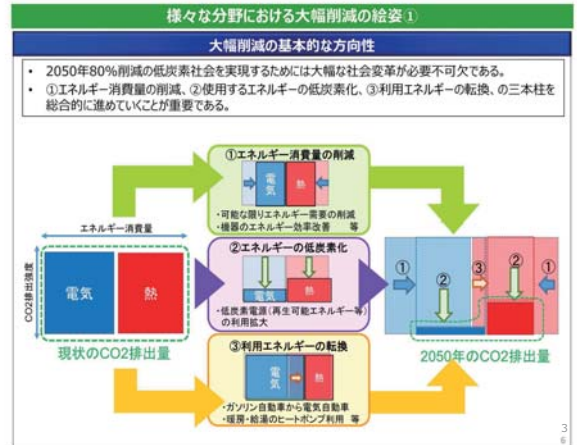 様々な分野における大幅削減の絵姿①
大幅削減の基本的な方向性
• 2050年80%削減の低炭素社会を実現するためには大幅な社会変革が必要不可欠である。
• ①エネルギー消費量の削減、②使用するエネルギーの低炭素化、③利用エネルギーの転換、の三本柱を
総合的に進めていくことが重要である。
①エネルギー消費量の削減
電気
熱
・可能な限りエネルギー需要の削減
・機器のエネルギー効率改善 等
エネルギー消費量
CO2排出強度
電気
熱
現状のCO2排出量
②エネルギーの低炭素化
電気
熱
・低炭素電源（再生可能エネルギー等）
の利用拡大
③利用エネルギーの転換
電気
熱
・ガソリン自動車から電気自動車
・暖房・給湯のヒートポンプ利用 等
①
②
③
②
①
2050年のCO2排出量
3
6